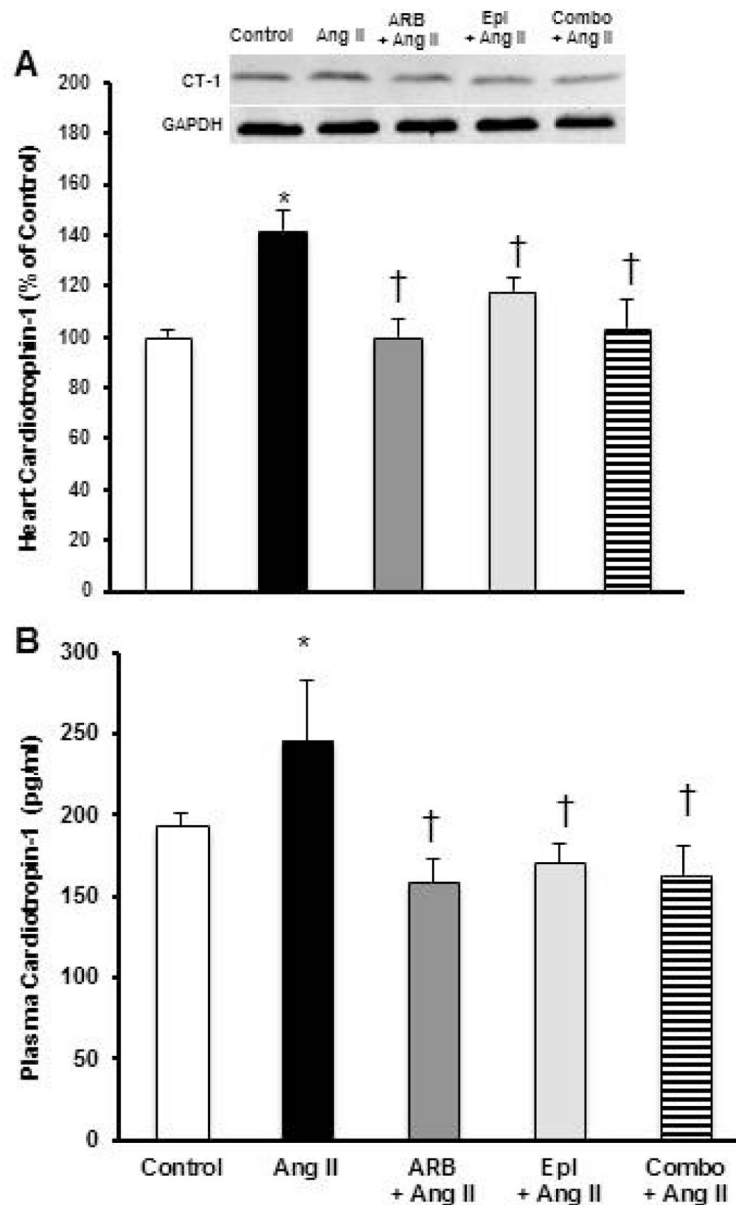 Control Ang II ARB + Ang II Epl + Ang II Combo + Ang II
A
CT-1
GAPDH
Heart Cardiotrophin-1 (% of Control)
200
180
160
140
120
100
80
60
40
20
0
*
†
†
†
B
Plasma Cardiotropin-1 (pg/ml)
300
250
200
150
100
50
0
*
†
†
†
Control Ang II ARB Epl Combo
+ Ang II + Ang II + Ang II